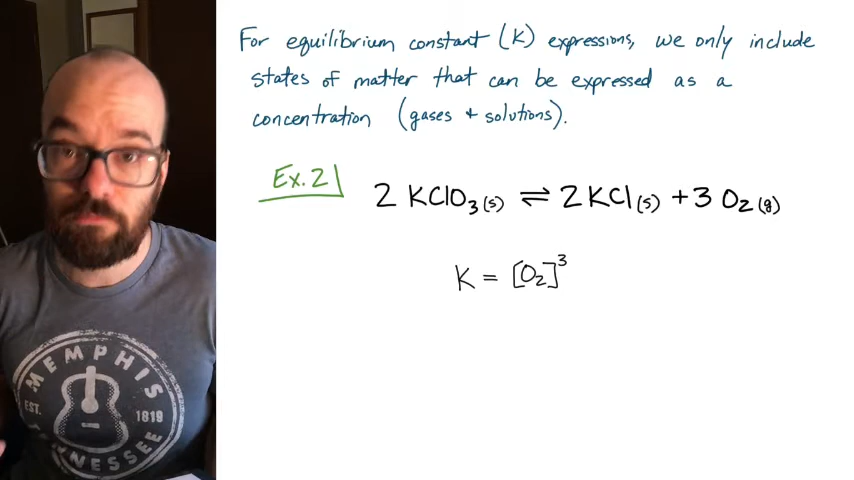 For equilibrium constant (K) expressions, we only include
states of matter that can be expressed as a
concentration (gases + solutions).
Ex. 2
2 KClO₃(s) ⇌ 2 KCl(s) + 3 O₂(g)
K = [O₂]³
MEMPHIS
EST. 1819
TENNESSEE